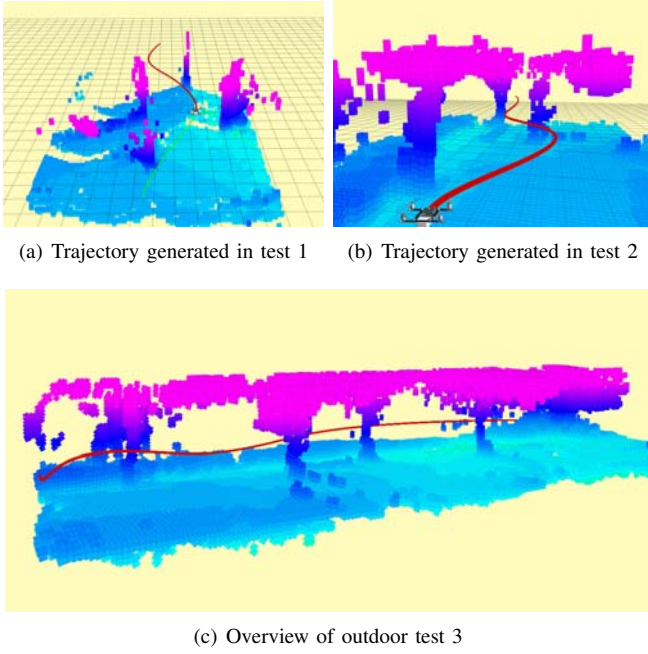 (a) Trajectory generated in test 1
(b) Trajectory generated in test 2
(c) Overview of outdoor test 3